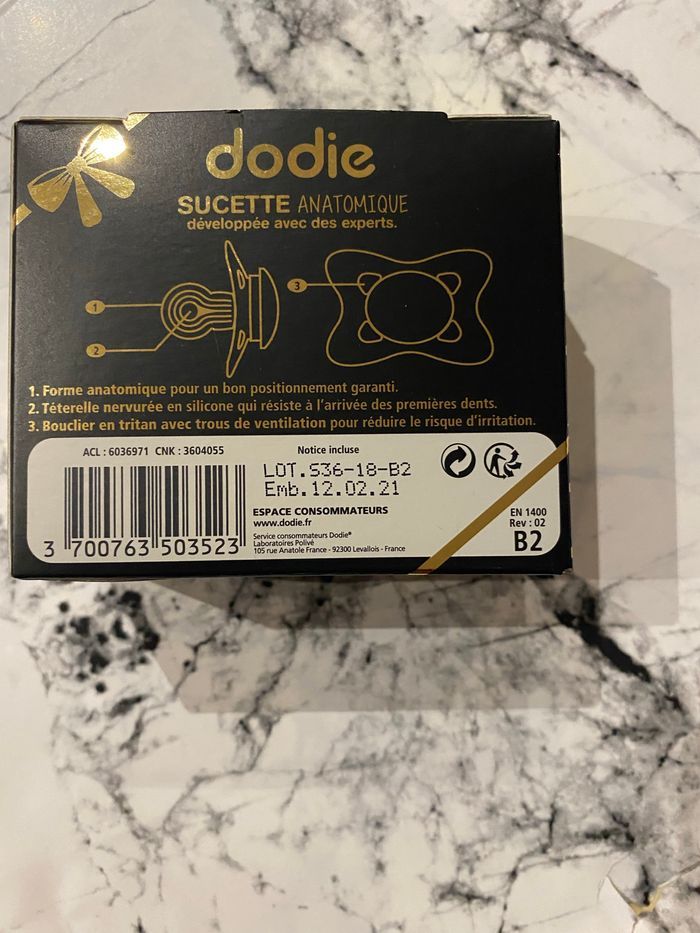 dodie
SUCETTE ANATOMIQUE
développée avec des experts.
1
2
3
1. Forme anatomique pour un bon positionnement garanti.
2. Téterelle nervurée en silicone qui résiste à l'arrivée des premières dents.
3. Bouclier en tritan avec trous de ventilation pour réduire le risque d'irritation.
ACL : 6036971 CNK : 3604055
Notice incluse
LOT.S36-18-B2
Emb.12.02.21
ESPACE CONSOMMATEURS
www.dodie.fr
Service consommateurs Dodie®
Laboratoires Polivé
105 rue Anatole France - 92300 Levallois - France
3 700763 503523
EN 1400
Rev : 02
B2